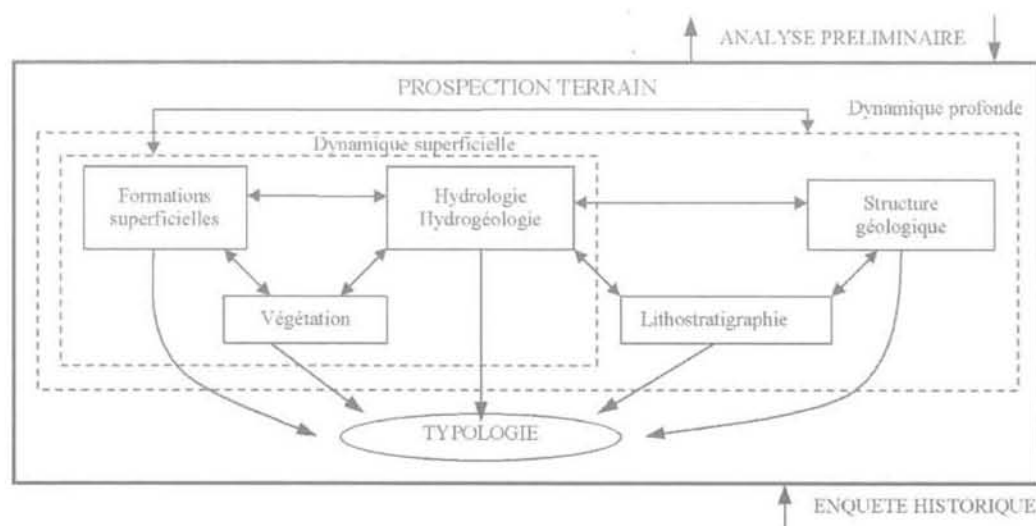 ANALYSE PRELIMINAIRE
PROSPECTION TERRAIN
Dynamique profonde
Dynamique superficielle
Formations
superficielles
Hydrologie
Hydrogéologie
Structure
géologique
Végétation
Lithostratigraphie
TYPOLOGIE
ENQUETE HISTORIQUE